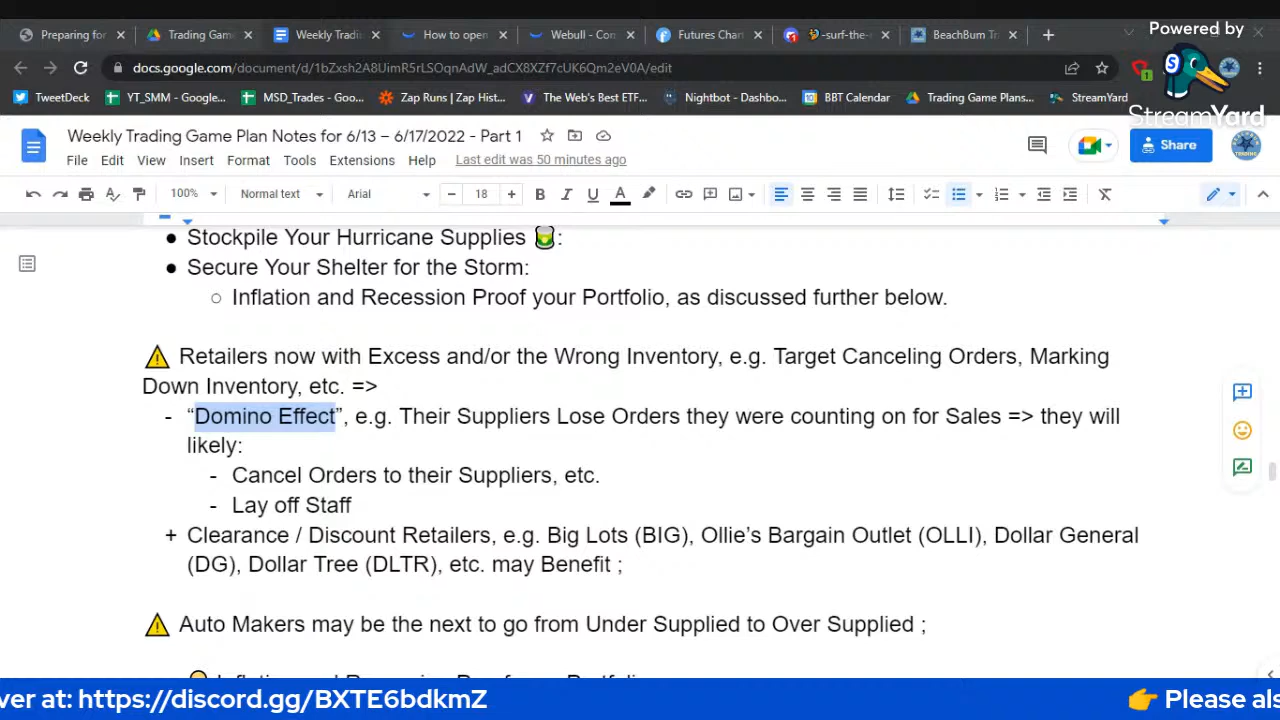 Powered by
StreamYard
Preparing for
Trading Gam
Weekly Tradi
How to open
Webull - Con
Futures Chart
-surf-the-
BeachBum Tr
docs.google.com/document/d/1bZxsh2A8UimR5rLSOqnAWV_adCX8XZf7cUK6Qm2eV0A/edit
TweetDeck
YT_SMM - Google...
MSD_Trades - Goo...
Zap Runs | Zap Hist...
The Web's Best ETF...
Nightbot - Dashbo...
BBT Calendar
Trading Game Plans...
StreamYard
Weekly Trading Game Plan Notes for 6/13 – 6/17/2022 - Part 1
File Edit View Insert Format Tools Extensions Help Last edit was 50 minutes ago
Share
100% Normal text Arial 18
● Stockpile Your Hurricane Supplies 🥫:
● Secure Your Shelter for the Storm:
○ Inflation and Recession Proof your Portfolio, as discussed further below.
⚠️ Retailers now with Excess and/or the Wrong Inventory, e.g. Target Canceling Orders, Marking
Down Inventory, etc. =>
- “Domino Effect”, e.g. Their Suppliers Lose Orders they were counting on for Sales => they will
likely:
- Cancel Orders to their Suppliers, etc.
- Lay off Staff
+ Clearance / Discount Retailers, e.g. Big Lots (BIG), Ollie’s Bargain Outlet (OLLI), Dollar General
(DG), Dollar Tree (DLTR), etc. may Benefit ;
⚠️ Auto Makers may be the next to go from Under Supplied to Over Supplied ;
ver at: https://discord.gg/BXTE6bdkmZ
👉 Please als